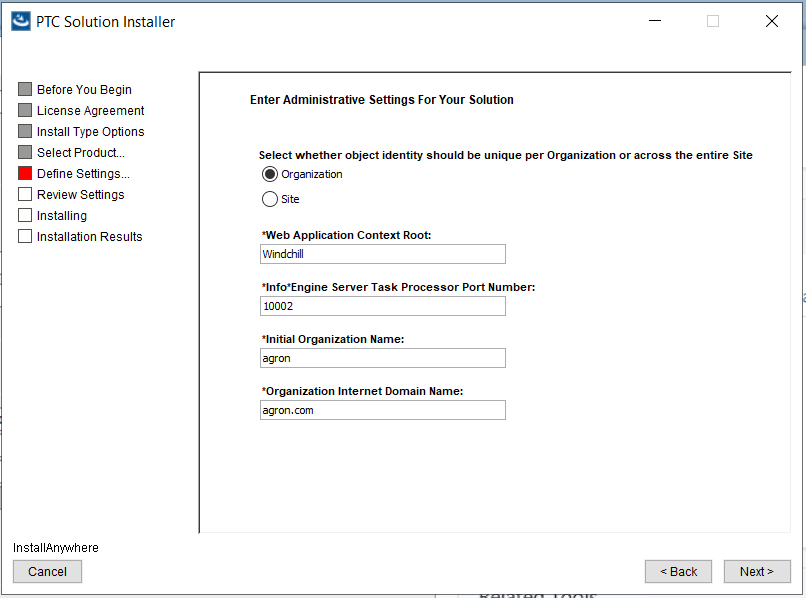 PTC Solution Installer
Before You Begin
License Agreement
Install Type Options
Select Product...
Define Settings...
Review Settings
Installing
Installation Results
Enter Administrative Settings For Your Solution
Select whether object identity should be unique per Organization or across the entire Site
Organization
Site
*Web Application Context Root:
Windchill
*Info*Engine Server Task Processor Port Number:
10002
*Initial Organization Name:
agron
*Organization Internet Domain Name:
agron.com
InstallAnywhere
Cancel
< Back
Next >
Related Tools